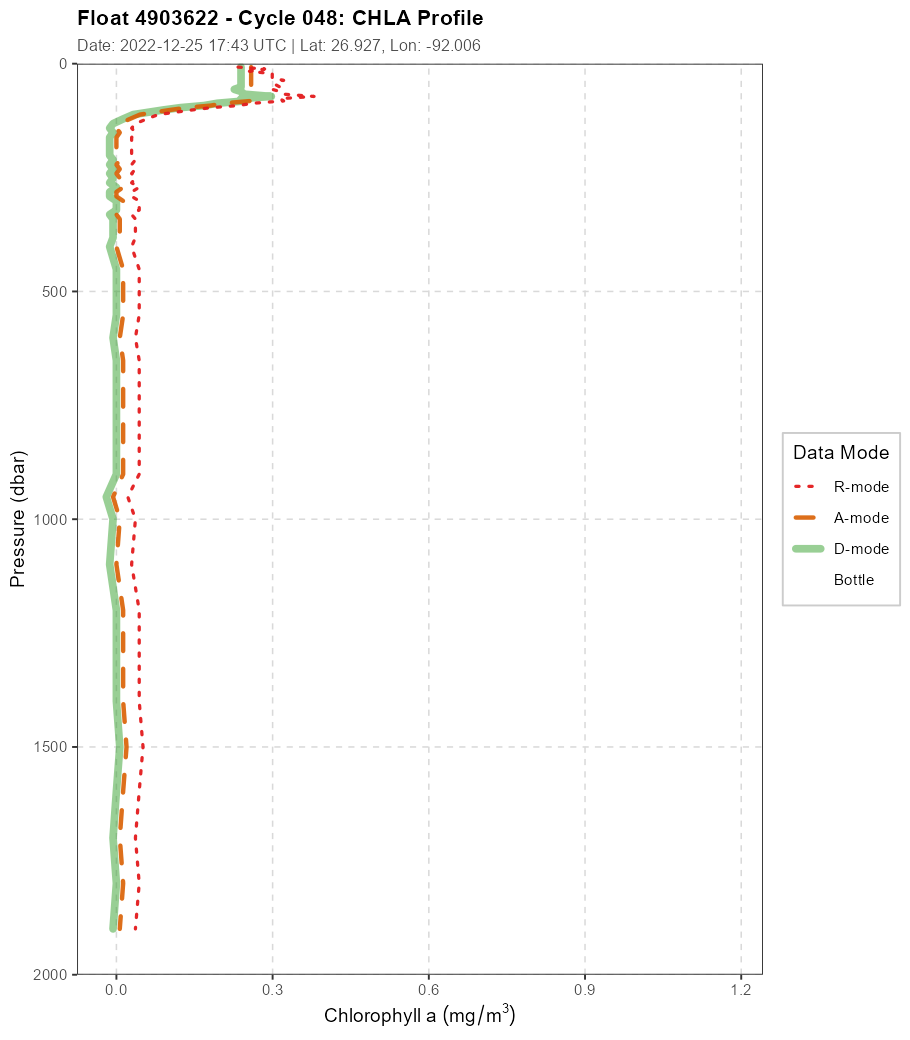 Float 4903622 - Cycle 048: CHLA Profile
Date: 2022-12-25 17:43 UTC | Lat: 26.927, Lon: -92.006
0
500
1000
1500
2000
Pressure (dbar)
0.0 0.3 0.6 0.9 1.2
Chlorophyll a (mg/m³)
Data Mode
R-mode
A-mode
D-mode
Bottle